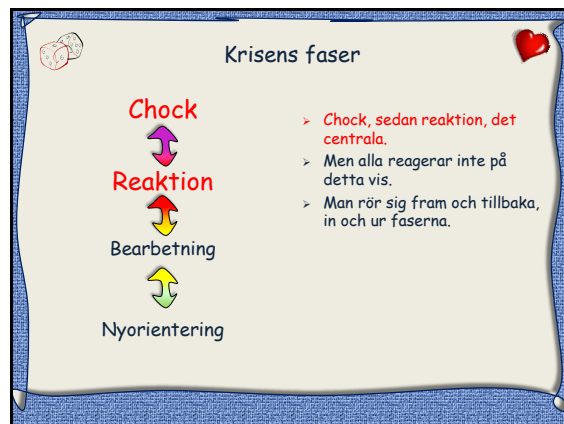 Krisens faser
Chock
Reaktion
Bearbetning
Nyorientering
➢ Chock, sedan reaktion, det
centrala.
➢ Men alla reagerar inte på
detta vis.
➢ Man rör sig fram och tillbaka,
in och ur faserna.